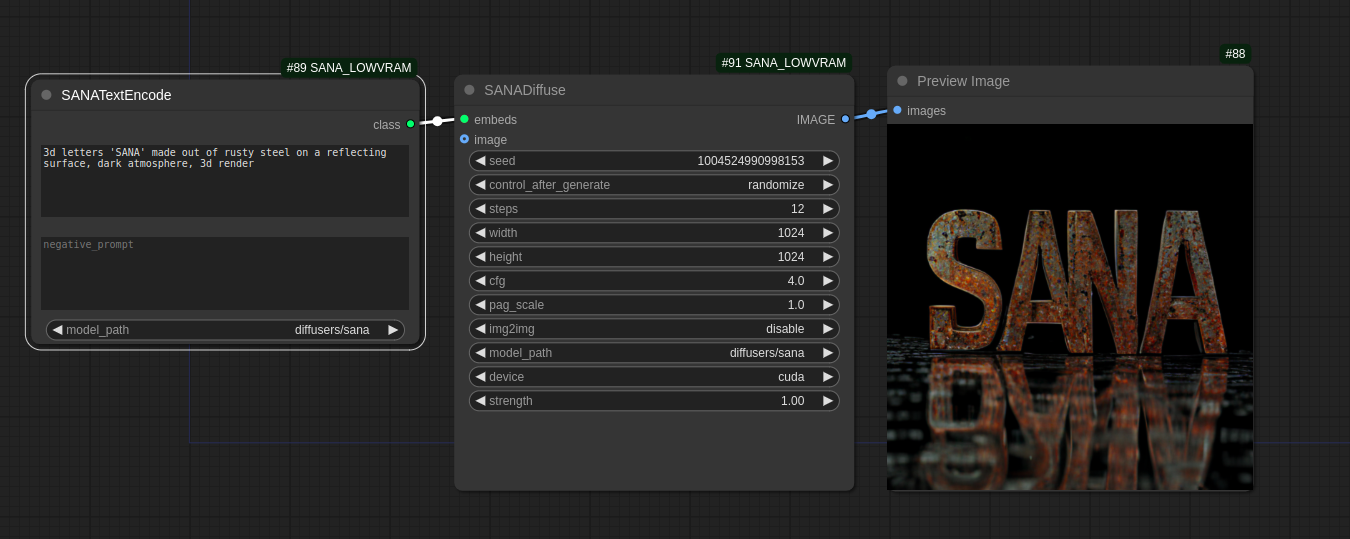 #89 SANA_LOWVRAM
SANATextEncode
class
3d letters 'SANA' made out of rusty steel on a reflecting
surface, dark atmosphere, 3d render
negative_prompt
model_path diffusers/sana
#91 SANA_LOWVRAM
SANADiffuse
embeds IMAGE
image
seed 1004524990998153
control_after_generate randomize
steps 12
width 1024
height 1024
cfg 4.0
pag_scale 1.0
img2img disable
model_path diffusers/sana
device cuda
strength 1.00
#88
Preview Image
images
SANA